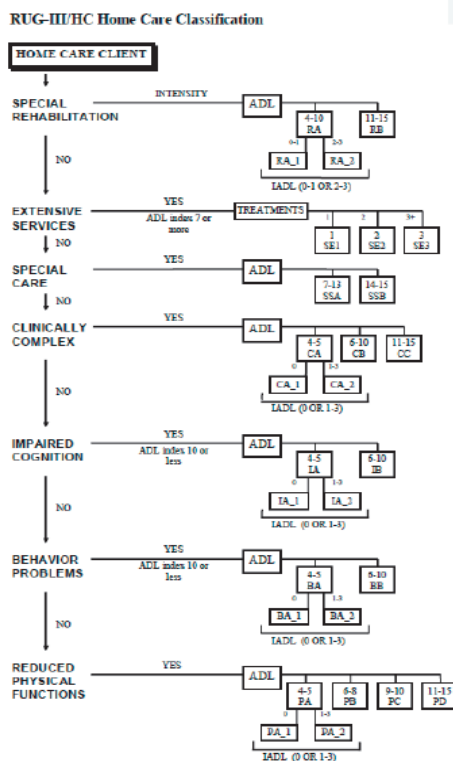 RUG-III/HC Home Care Classification
HOME CARE CLIENT
SPECIAL REHABILITATION
INTENSITY
ADL
4-10 RA
11-15 RB
0-1
2-3
RA_1
RA_2
IADL (0-1 OR 2-3)
NO
EXTENSIVE SERVICES
YES
ADL index 7 or more
TREATMENTS
1
2
3+
1 SE1
2 SE2
3 SE3
NO
SPECIAL CARE
YES
ADL
7-13 SSA
14-15 SSB
NO
CLINICALLY COMPLEX
YES
ADL
4-5 CA
6-10 CB
11-15 CC
0
1-3
CA_1
CA_2
IADL (0 OR 1-3)
NO
IMPAIRED COGNITION
YES
ADL index 10 or less
ADL
4-5 IA
6-10 IB
0
1-3
IA_1
IA_2
IADL (0 OR 1-3)
NO
BEHAVIOR PROBLEMS
YES
ADL index 10 or less
ADL
4-5 BA
6-10 BB
0
1-3
BA_1
BA_2
IADL (0 OR 1-3)
NO
REDUCED PHYSICAL FUNCTIONS
YES
ADL
4-5 PA
6-8 PB
9-10 PC
11-15 PD
0
1-3
PA_1
PA_2
IADL (0 OR 1-3)